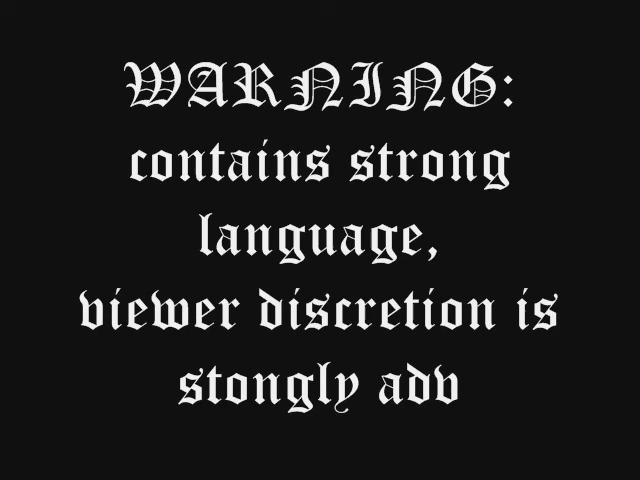 WARNING:
contains strong
language,
viewer discretion is
stongly adv